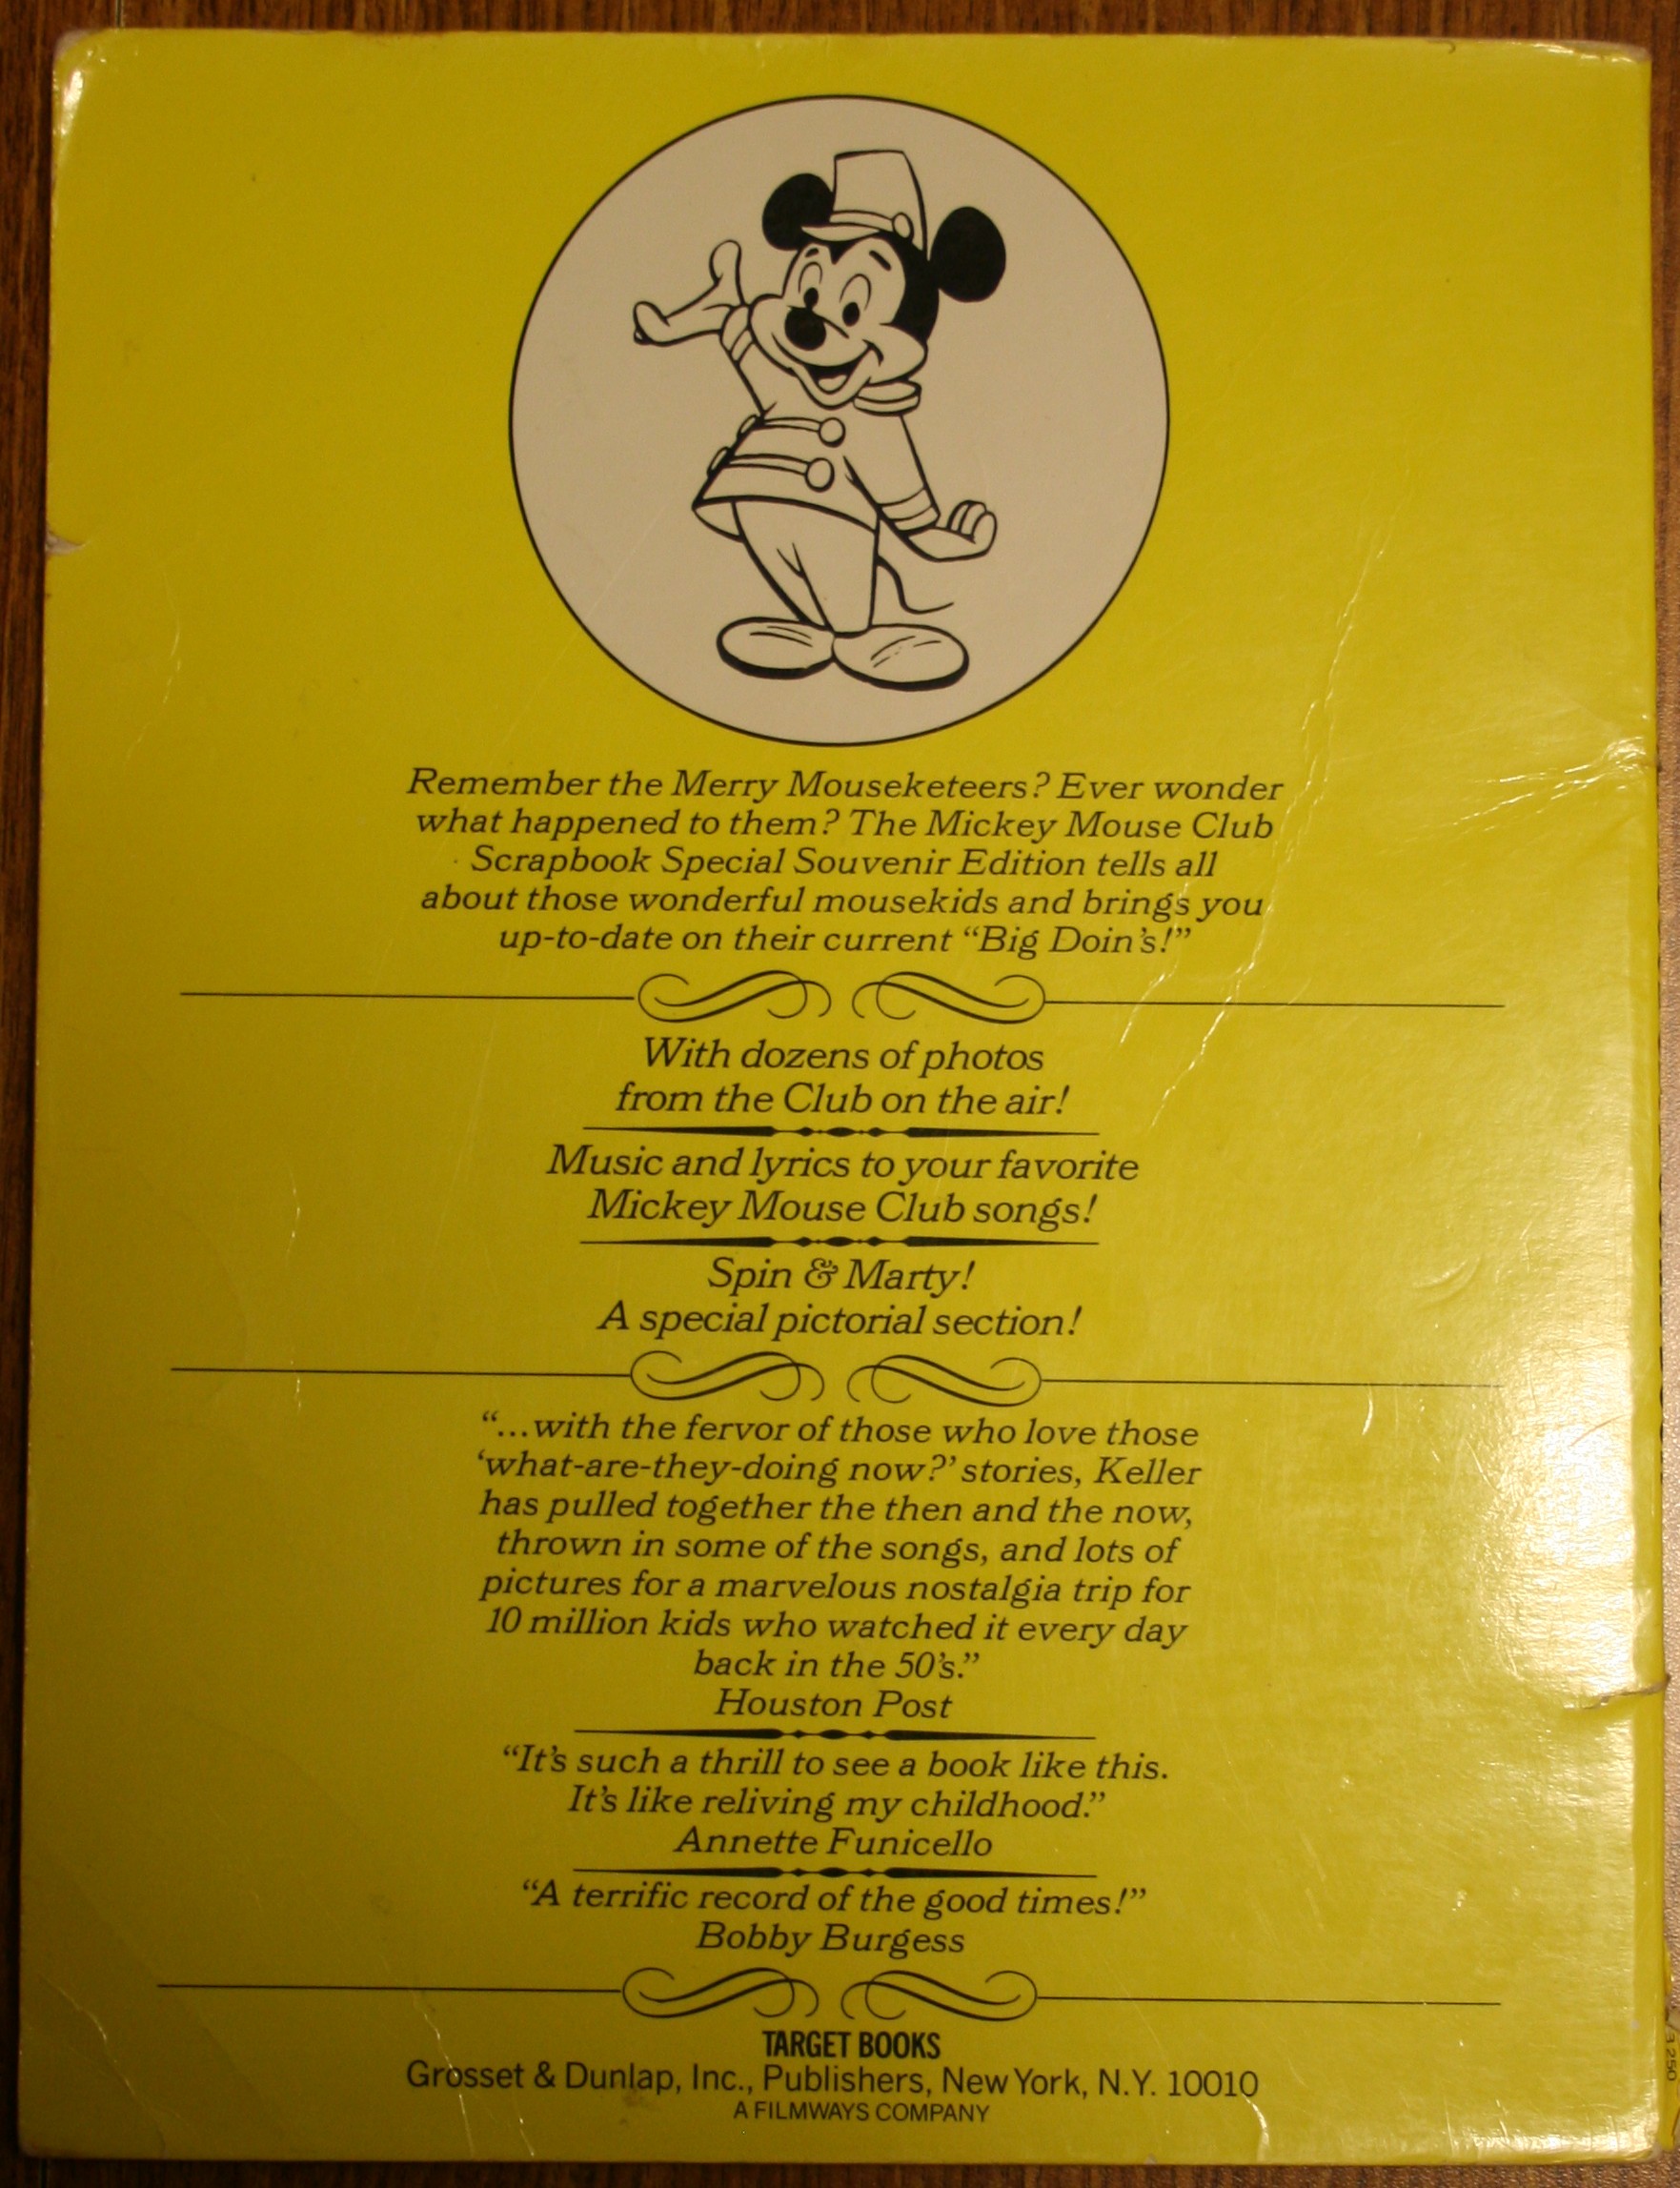 Remember the Merry Mouseketeers? Ever wonder
what happened to them? The Mickey Mouse Club
Scrapbook Special Souvenir Edition tells all
about those wonderful mousekids and brings you
up-to-date on their current “Big Doin’s!”
With dozens of photos
from the Club on the air!
Music and lyrics to your favorite
Mickey Mouse Club songs!
Spin & Marty!
A special pictorial section!
“...with the fervor of those who love those
‘what-are-they-doing now?’ stories, Keller
has pulled together the then and the now,
thrown in some of the songs, and lots of
pictures for a marvelous nostalgia trip for
10 million kids who watched it every day
back in the 50’s.”
Houston Post
“It’s such a thrill to see a book like this.
It’s like reliving my childhood.”
Annette Funicello
“A terrific record of the good times!”
Bobby Burgess
TARGET BOOKS
Grosset & Dunlap, Inc., Publishers, New York, N.Y. 10010
A FILMWAYS COMPANY